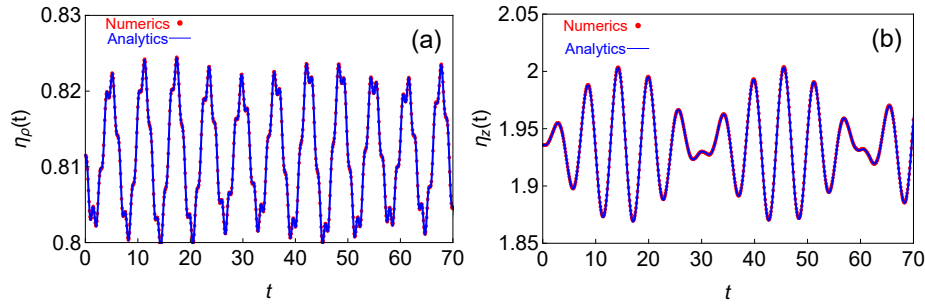 0.83
Numerics
Analytics
(a)
0.82
0.81
0.8
ηρ(t)
0 10 20 30 40 50 60 70
t
2.05
Numerics
Analytics
(b)
2
1.95
1.9
1.85
ηz(t)
0 10 20 30 40 50 60 70
t